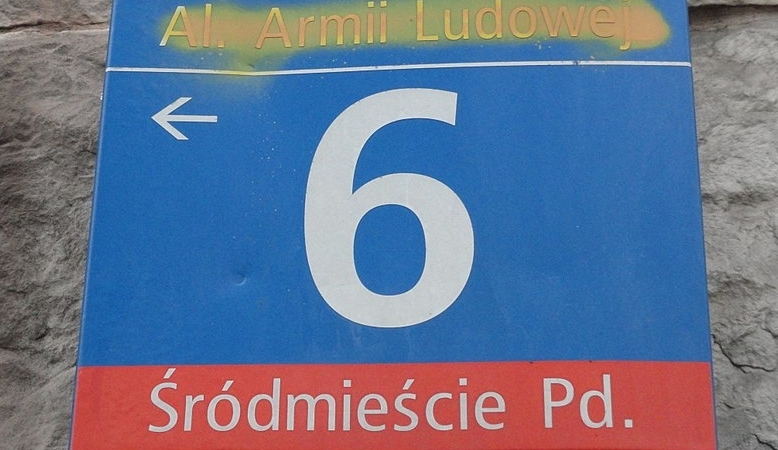 Al. Armii Ludowej
6
Śródmieście Pd.